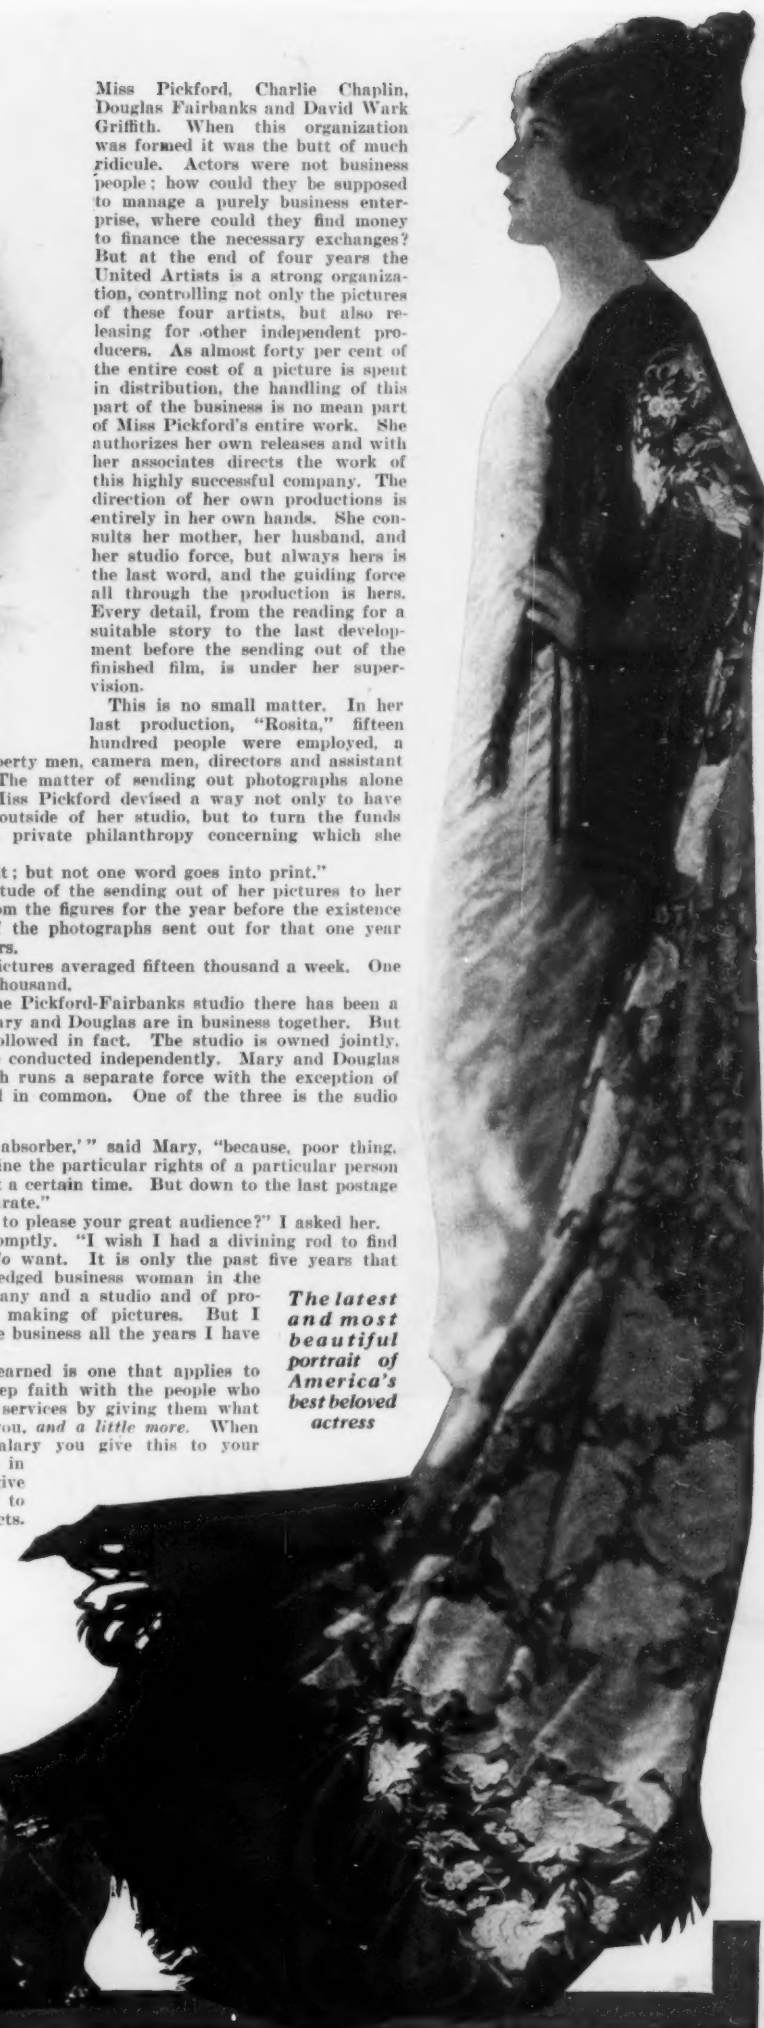 Miss Pickford, Charlie Chaplin,
Douglas Fairbanks and David Wark
Griffith. When this organization
was formed it was the butt of much
ridicule. Actors were not business
people; how could they be supposed
to manage a purely business enter-
prise, where could they find money
to finance the necessary exchanges?
But at the end of four years the
United Artists is a strong organiza-
tion, controlling not only the pictures
of these four artists, but also re-
leasing for other independent pro-
ducers. As almost forty per cent of
the entire cost of a picture is spent
in distribution, the handling of this
part of the business is no mean part
of Miss Pickford's entire work. She
authorizes her own releases and with
her associates directs the work of
this highly successful company. The
direction of her own productions is
entirely in her own hands. She con-
sults her mother, her husband, and
her studio force, but always hers is
the last word, and the guiding force
all through the production is hers.
Every detail, from the reading for a
suitable story to the last develop-
ment before the sending out of the
finished film, is under her super-
vision.
This is no small matter. In her
last production, "Rosita," fifteen
hundred people were employed, a
perty men, camera men, directors and assistant
The matter of sending out photographs alone
Miss Pickford devised a way not only to have
outside of her studio, but to turn the funds
private philanthropy concerning which she
t; but not one word goes into print."
tude of the sending out of her pictures to her
om the figures for the year before the existence
f the photographs sent out for that one year
rs.
ictures averaged fifteen thousand a week. One
housand.
he Pickford-Fairbanks studio there has been a
ary and Douglas are in business together. But
ollowed in fact. The studio is owned jointly,
conducted independently. Mary and Douglas
h runs a separate force with the exception of
l in common. One of the three is the sudio
absorber,'" said Mary, "because, poor thing,
ine the particular rights of a particular person
t a certain time. But down to the last postage
rate."
to please your great audience?" I asked her.
omptly. "I wish I had a divining rod to find
o want. It is only the past five years that
edged business woman in the
any and a studio and of pro-
making of pictures. But I
e business all the years I have
earned is one that applies to
ep faith with the people who
services by giving them what
ou, and a little more. When
alary you give this to your
in
ive
to
cts.
The latest
and most
beautiful
portrait of
America's
best beloved
actress